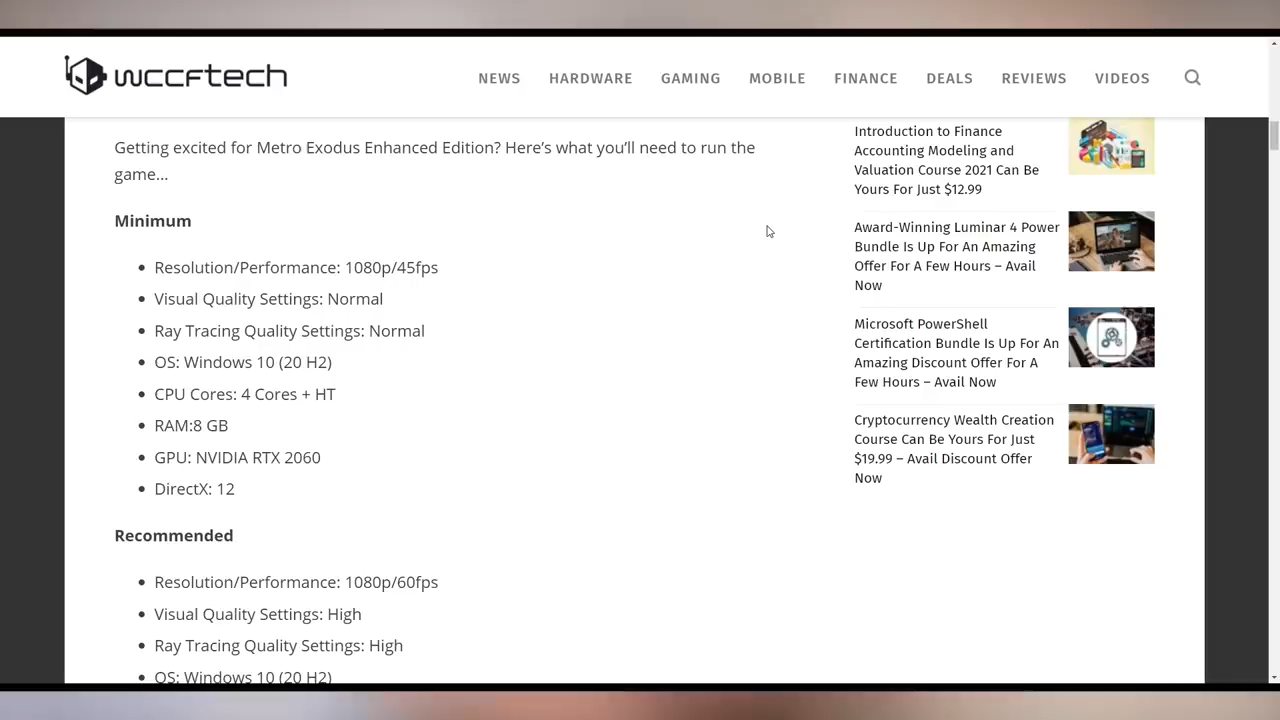 wccftech
NEWS HARDWARE GAMING MOBILE FINANCE DEALS REVIEWS VIDEOS
Getting excited for Metro Exodus Enhanced Edition? Here’s what you’ll need to run the
game…
Minimum
Resolution/Performance: 1080p/45fps
Visual Quality Settings: Normal
Ray Tracing Quality Settings: Normal
OS: Windows 10 (20 H2)
CPU Cores: 4 Cores + HT
RAM:8 GB
GPU: NVIDIA RTX 2060
DirectX: 12
Recommended
Resolution/Performance: 1080p/60fps
Visual Quality Settings: High
Ray Tracing Quality Settings: High
OS: Windows 10 (20 H2)
Introduction to Finance
Accounting Modeling and
Valuation Course 2021 Can Be
Yours For Just $12.99
Award-Winning Luminar 4 Power
Bundle Is Up For An Amazing
Offer For A Few Hours – Avail
Now
Microsoft PowerShell
Certification Bundle Is Up For An
Amazing Discount Offer For A
Few Hours – Avail Now
Cryptocurrency Wealth Creation
Course Can Be Yours For Just
$19.99 – Avail Discount Offer
Now